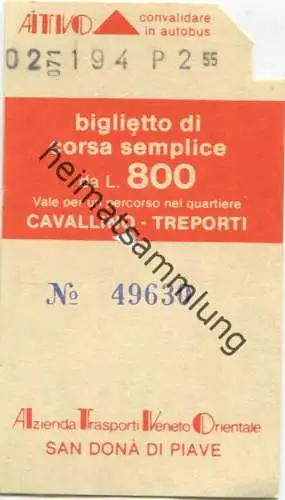 ATVO convalidare
in autobus
02 071 194 P 2 55
biglietto di
corsa semplice
da L. 800
Vale per un percorso nel quartiere
CAVALLINO - TREPORTI
№ 49630
heimatsammlung
Azienda Trasporti Veneto Orientale
SAN DONÀ DI PIAVE